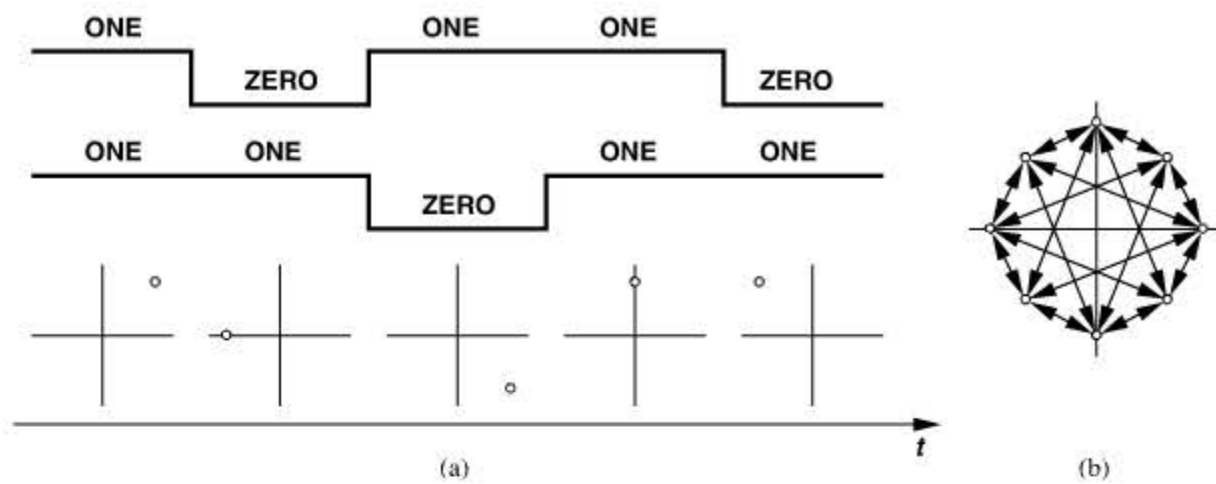 ONE ONE ONE
ZERO ZERO
ONE ONE ONE ONE
ZERO
t
(a) (b)